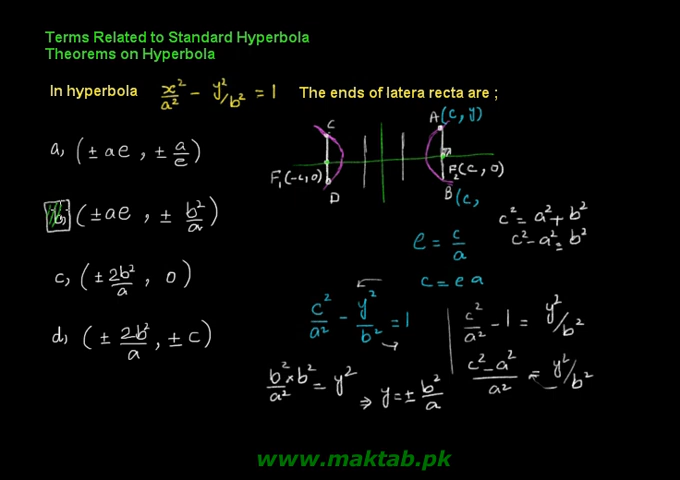 Terms Related to Standard Hyperbola
Theorems on Hyperbola
In hyperbola x²/a² - y²/b² = 1 The ends of latera recta are ;
a, (± ae , ± a/e)
b, (± ae , ± b²/a)
c, (± 2b²/a , 0)
d, (± 2b²/a , ± c)
C
A(c, y)
F₁(-c, 0)
F₂(c, 0)
D
B(c,
c² = a² + b²
c² - a² = b²
e = c/a
c = e a
c²/a² - y²/b² = 1
c²/a² - 1 = y²/b²
c² - a²/a² = y²/b²
b²/a² × b² = y²
⇒ y = ± b²/a
www.maktab.pk